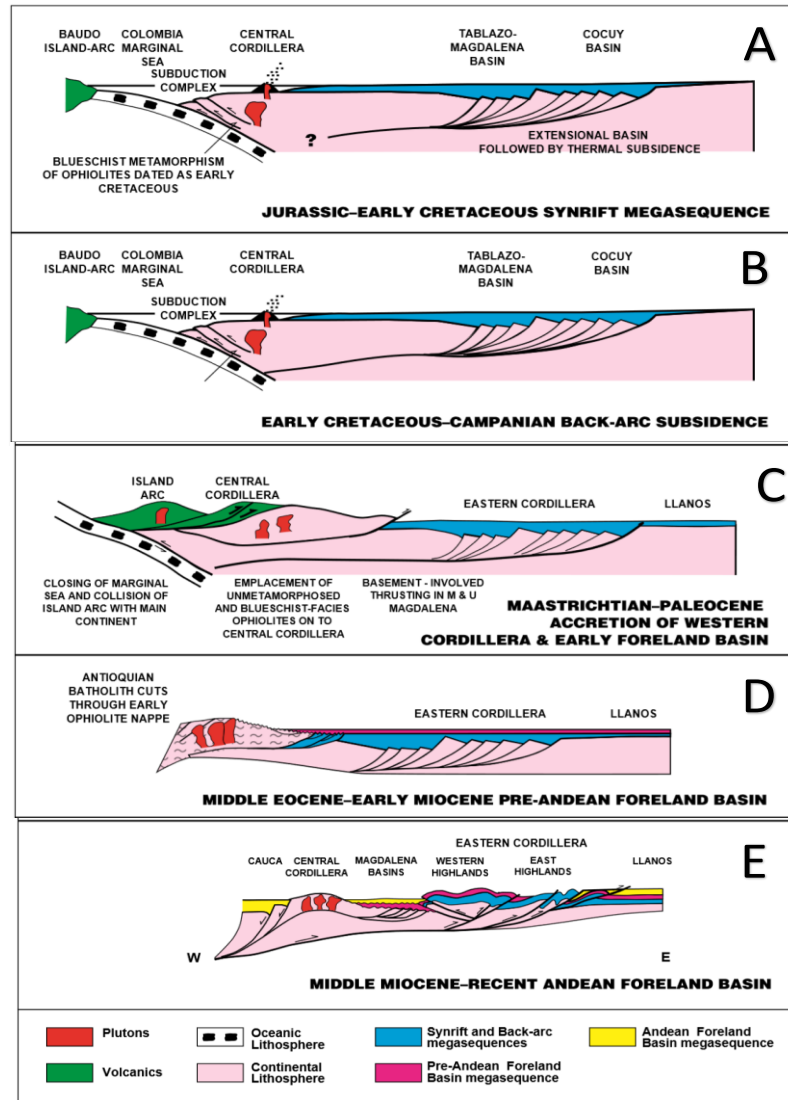 A
BAUDO
ISLAND-ARC
COLOMBIA
MARGINAL
SEA
SUBDUCTION
COMPLEX
CENTRAL
CORDILLERA
TABLAZO-
MAGDALENA
BASIN
COCUY
BASIN
?
EXTENSIONAL BASIN
FOLLOWED BY THERMAL SUBSIDENCE
BLUESCHIST METAMORPHISM
OF OPHIOLITES DATED AS EARLY
CRETACEOUS
JURASSIC–EARLY CRETACEOUS SYNRIFT MEGASEQUENCE
B
BAUDO
ISLAND-ARC
COLOMBIA
MARGINAL
SEA
SUBDUCTION
COMPLEX
CENTRAL
CORDILLERA
TABLAZO-
MAGDALENA
BASIN
COCUY
BASIN
EARLY CRETACEOUS–CAMPANIAN BACK-ARC SUBSIDENCE
C
ISLAND
ARC
CENTRAL
CORDILLERA
EASTERN CORDILLERA
LLANOS
CLOSING OF MARGINAL
SEA AND COLLISION OF
ISLAND ARC WITH MAIN
CONTINENT
EMPLACEMENT OF
UNMETAMORPHOSED
AND BLUESCHIST-FACIES
OPHIOLITES ON TO
CENTRAL CORDILLERA
BASEMENT - INVOLVED
THRUSTING IN M & U
MAGDALENA
MAASTRICHTIAN–PALEOCENE
ACCRETION OF WESTERN
CORDILLERA & EARLY FORELAND BASIN
D
ANTIOQUIAN
BATHOLITH CUTS
THROUGH EARLY
OPHIOLITE NAPPE
EASTERN CORDILLERA
LLANOS
MIDDLE EOCENE–EARLY MIOCENE PRE-ANDEAN FORELAND BASIN
E
EASTERN CORDILLERA
CAUCA
CENTRAL
CORDILLERA
MAGDALENA
BASINS
WESTERN
HIGHLANDS
EAST
HIGHLANDS
LLANOS
W
E
MIDDLE MIOCENE–RECENT ANDEAN FORELAND BASIN
Plutons
Oceanic
Lithosphere
Synrift and Back-arc
megasequences
Andean Foreland
Basin megasequence
Volcanics
Continental
Lithosphere
Pre-Andean Foreland
Basin megasequence